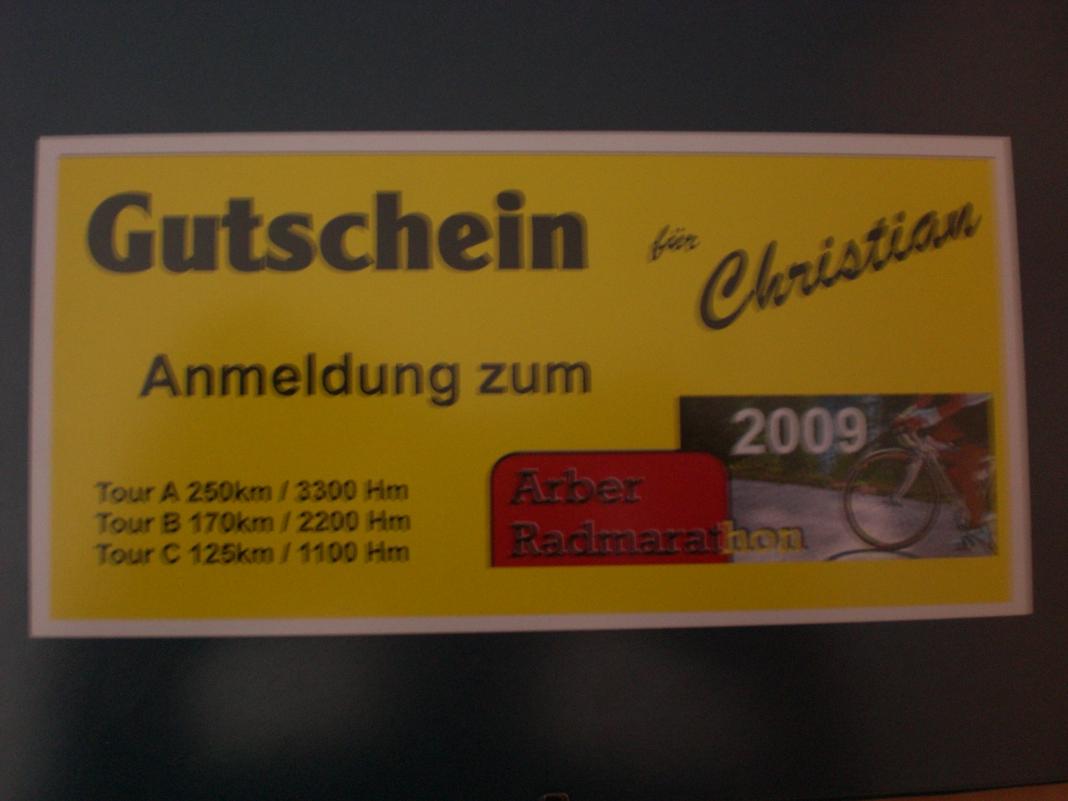 Gutschein
für Christian
Anmeldung zum
2009
Arber
Radmarathon
Tour A 250km / 3300 Hm
Tour B 170km / 2200 Hm
Tour C 125km / 1100 Hm